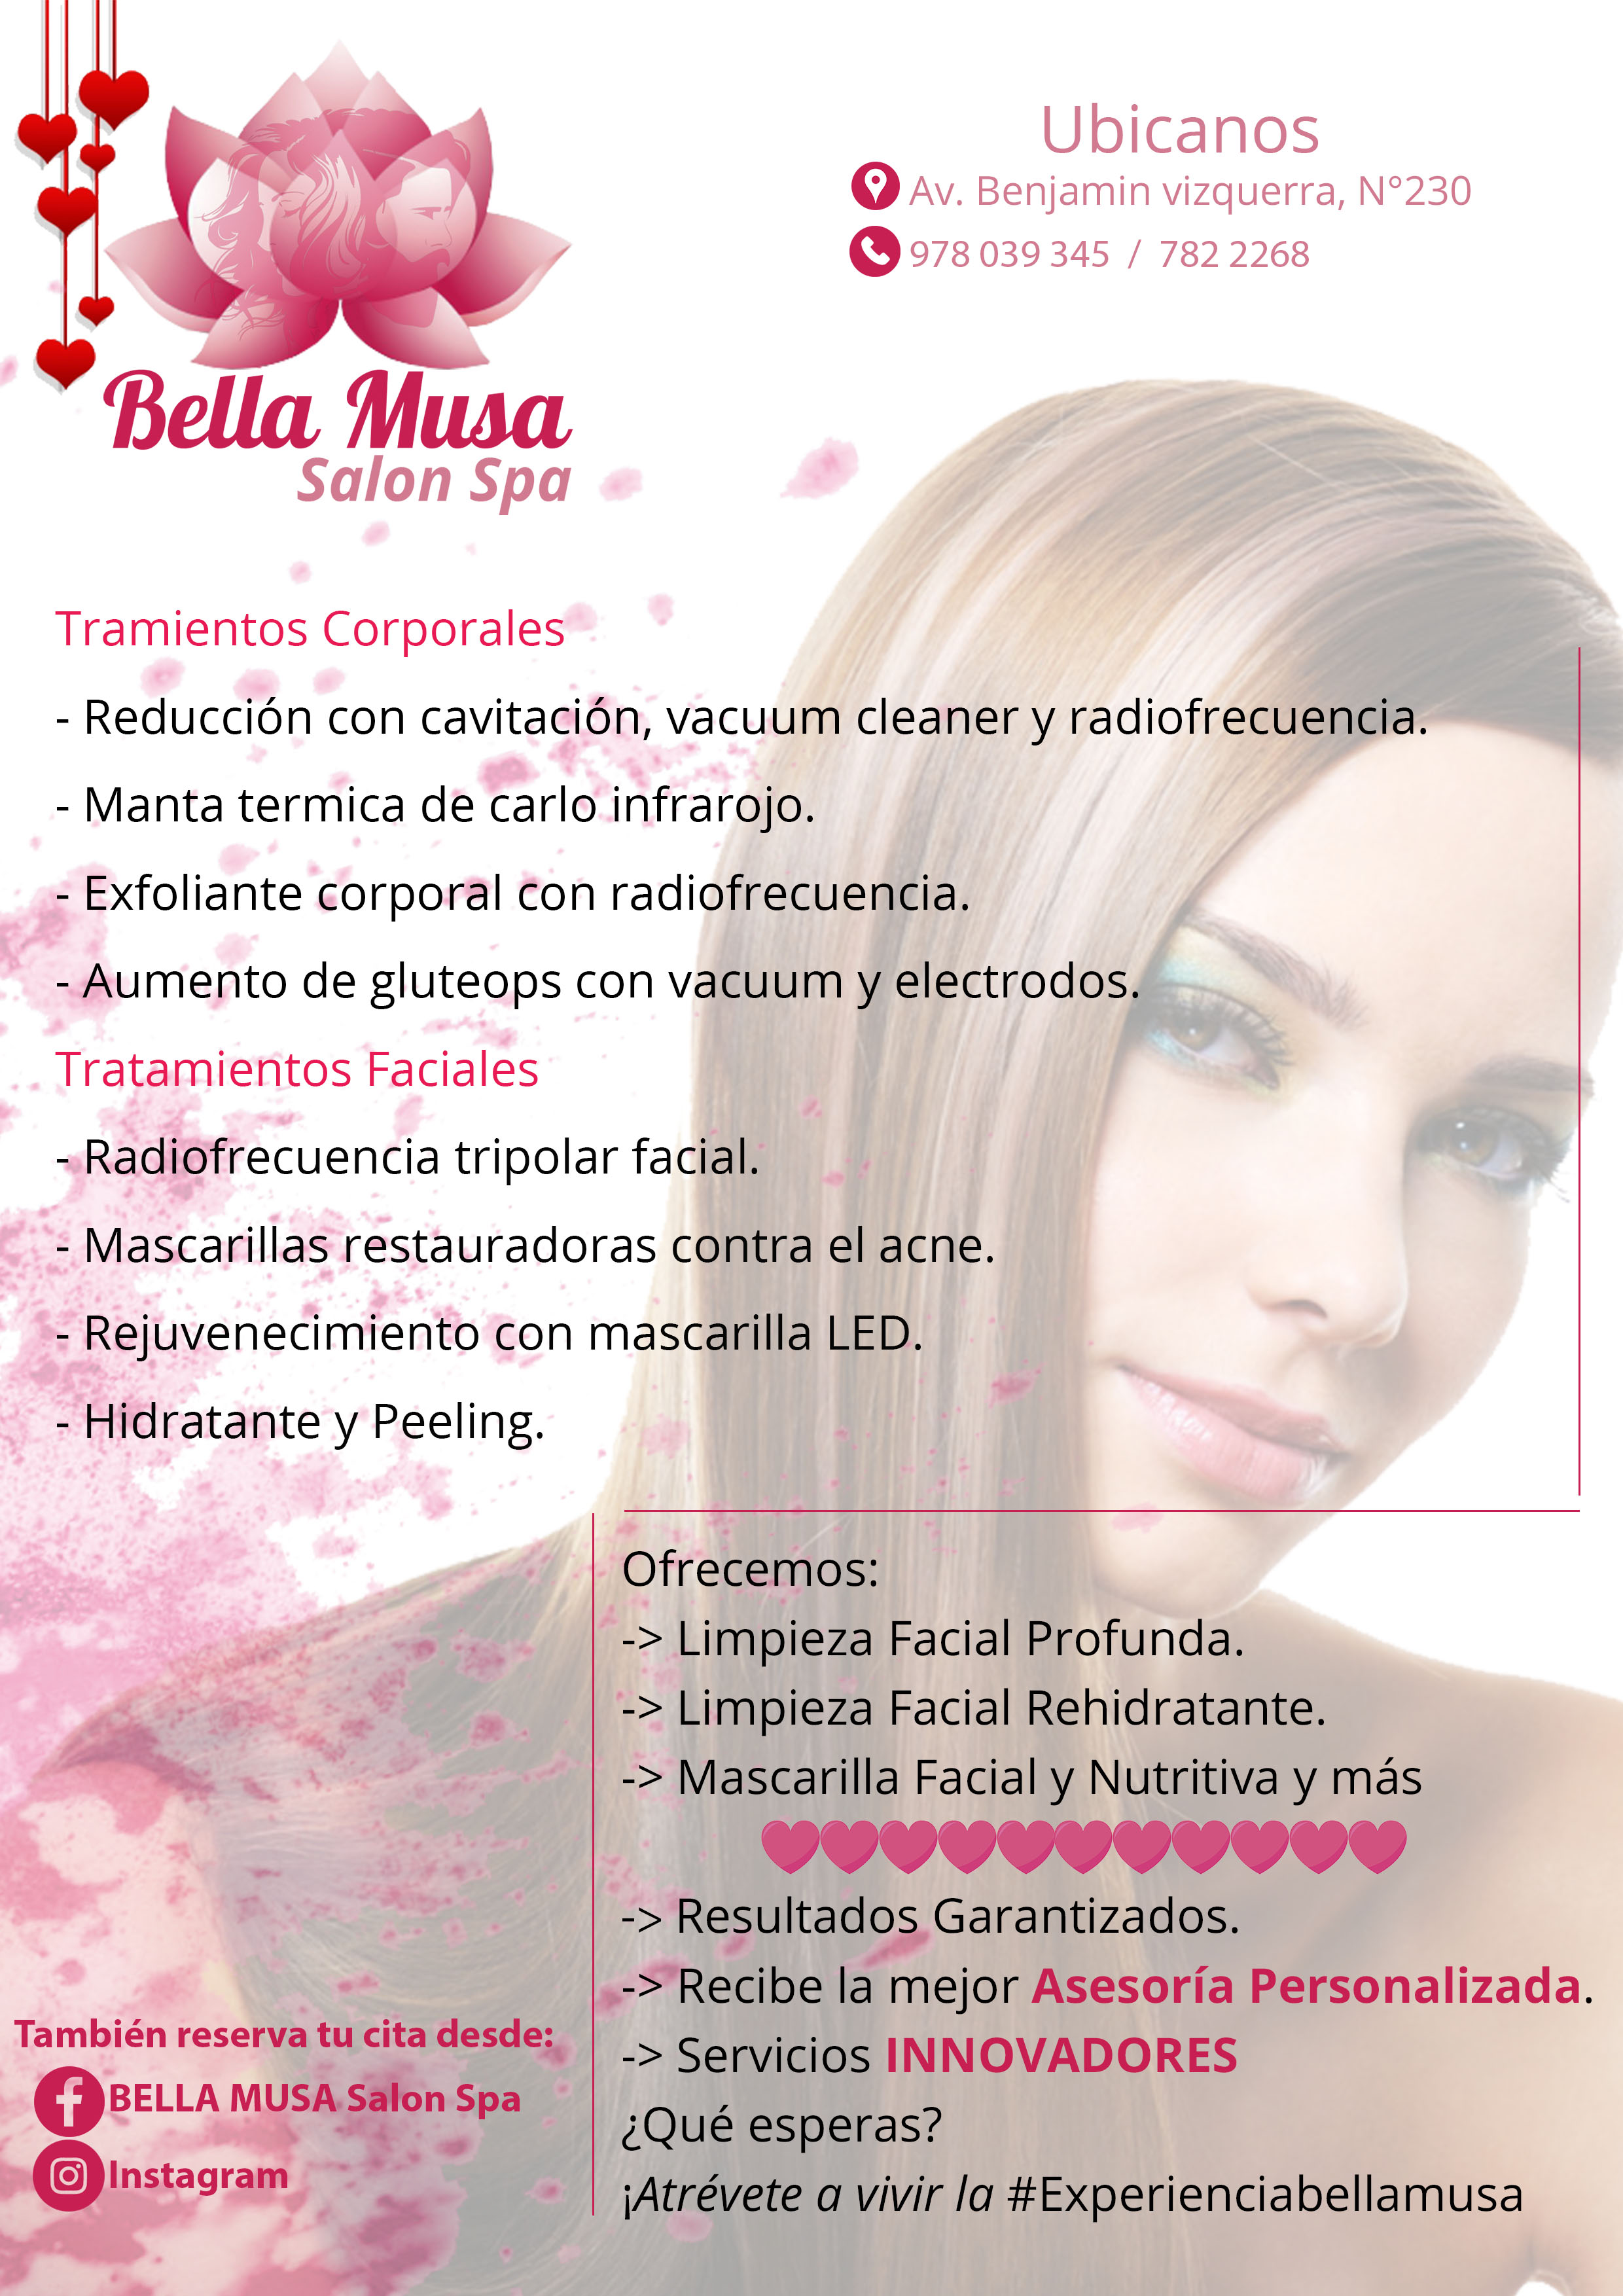 Bella Musa
Salon Spa
Ubicanos
Av. Benjamin vizquerra, N°230
978 039 345 / 782 2268
Tramientos Corporales
- Reducción con cavitación, vacuum cleaner y radiofrecuencia.
- Manta termica de carlo infrarojo.
- Exfoliante corporal con radiofrecuencia.
- Aumento de gluteops con vacuum y electrodos.
Tratamientos Faciales
- Radiofrecuencia tripolar facial.
- Mascarillas restauradoras contra el acne.
- Rejuvenecimiento con mascarilla LED.
- Hidratante y Peeling.
Ofrecemos:
-> Limpieza Facial Profunda.
-> Limpieza Facial Rehidratante.
-> Mascarilla Facial y Nutritiva y más
-> Resultados Garantizados.
-> Recibe la mejor Asesoría Personalizada.
-> Servicios INNOVADORES
¿Qué esperas?
¡Atrévete a vivir la #Experienciabellamusa
También reserva tu cita desde:
BELLA MUSA Salon Spa
Instagram